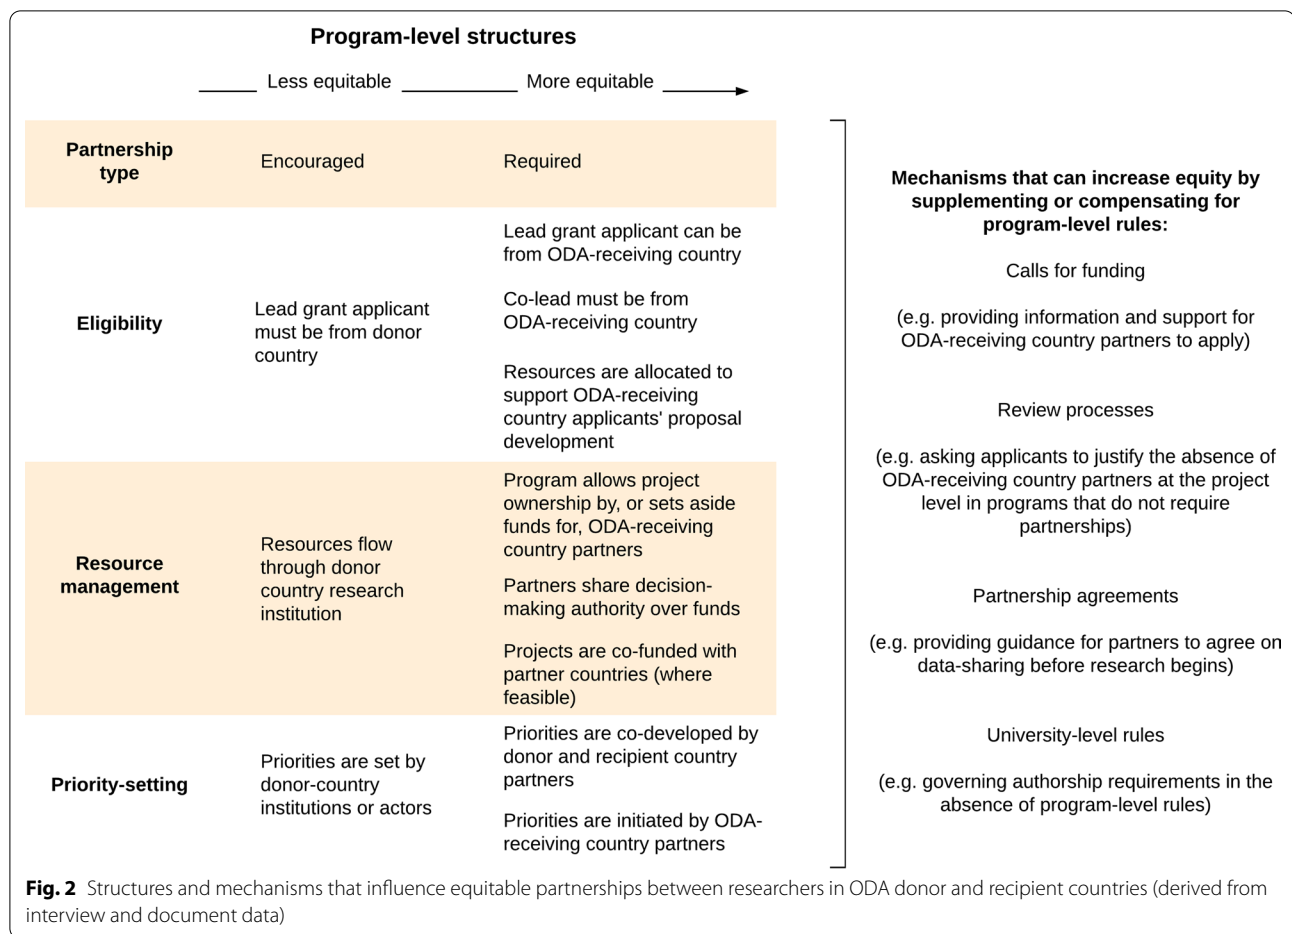 Program-level structures
Less equitable
More equitable
Partnership
type
Encouraged
Required
Eligibility
Lead grant applicant
must be from donor
country
Lead grant applicant can be
from ODA-receiving country
Co-lead must be from
ODA-receiving country
Resources are allocated to
support ODA-receiving
country applicants' proposal
development
Resource
management
Resources flow
through donor
country research
institution
Program allows project
ownership by, or sets aside
funds for, ODA-receiving
country partners
Partners share decision-
making authority over funds
Projects are co-funded with
partner countries (where
feasible)
Priority-setting
Priorities are set by
donor-country
institutions or actors
Priorities are co-developed by
donor and recipient country
partners
Priorities are initiated by ODA-
receiving country partners
Mechanisms that can increase equity by
supplementing or compensating for
program-level rules:
Calls for funding
(e.g. providing information and support for
ODA-receiving country partners to apply)
Review processes
(e.g. asking applicants to justify the absence of
ODA-receiving country partners at the project
level in programs that do not require
partnerships)
Partnership agreements
(e.g. providing guidance for partners to agree on
data-sharing before research begins)
University-level rules
(e.g. governing authorship requirements in the
absence of program-level rules)
Fig. 2 Structures and mechanisms that influence equitable partnerships between researchers in ODA donor and recipient countries (derived from
interview and document data)